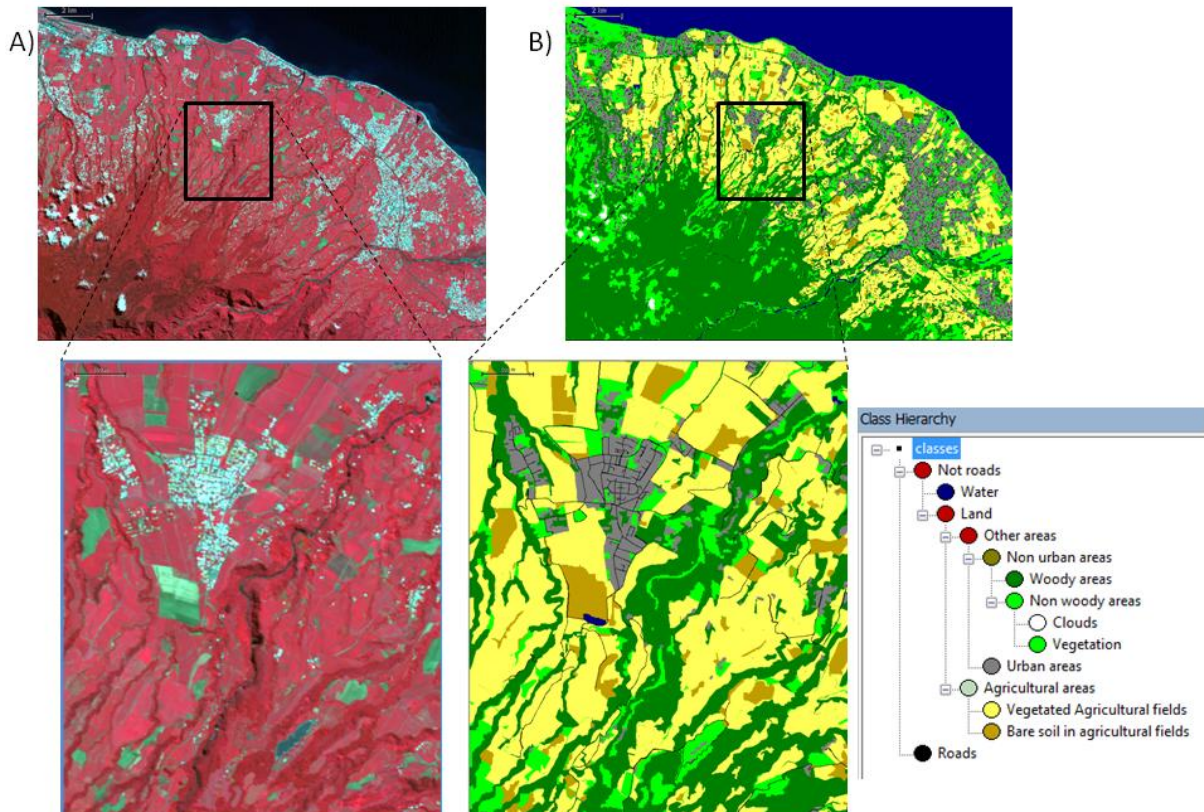 A)
2 km
B)
2 km
Class Hierarchy
classes
Not roads
Water
Land
Other areas
Non urban areas
Woody areas
Non woody areas
Clouds
Vegetation
Urban areas
Agricultural areas
Vegetated Agricultural fields
Bare soil in agricultural fields
Roads